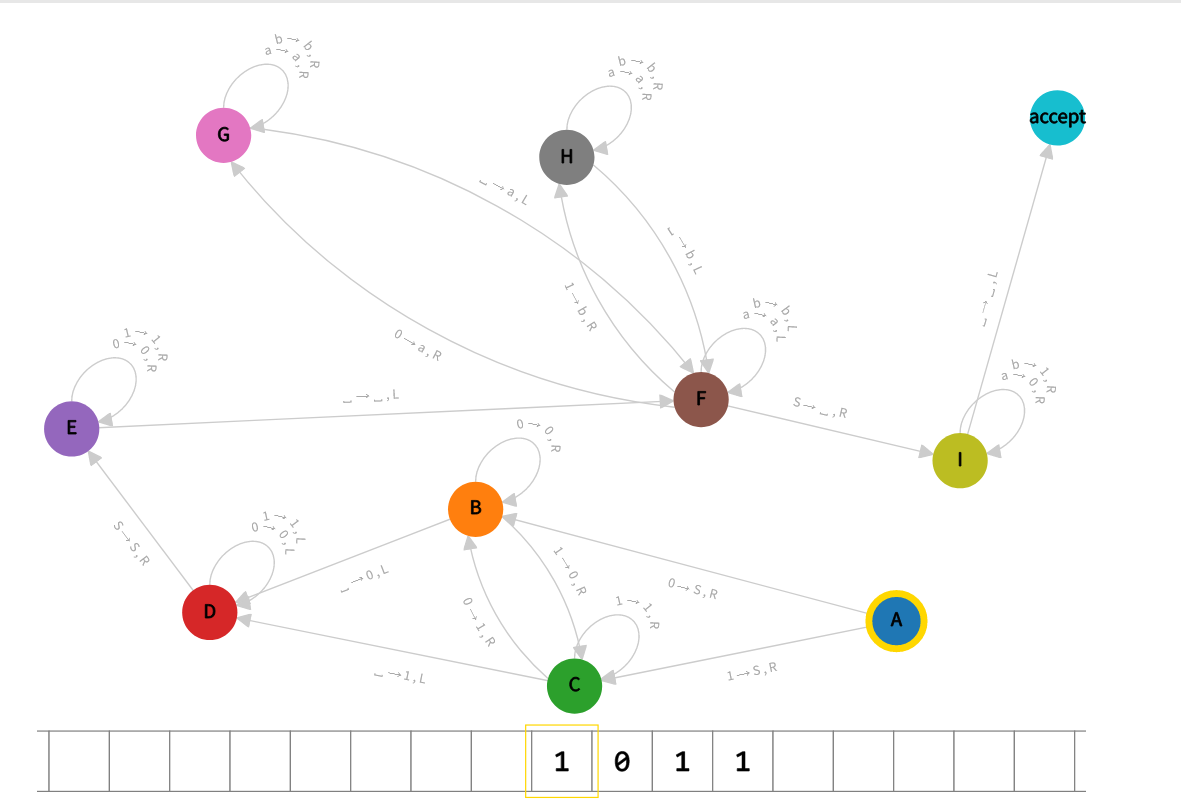 b→b,R
a→a,R
G
b→b,R
a→a,R
H
accept
␣→a,L
␣→b,L
1→b,R
␣→␣,L
b→b,L
a→a,L
0→a,R
1→1,R
0→0,R
E
␣→␣,L
F
S→␣,R
b→1,R
a→0,R
I
0→0,R
B
S→S,R
1→1,L
0→0,L
␣→0,L
1→0,R
0→S,R
D
0→1,R
1→1,R
A
␣→1,L
C
1→S,R
1 0 1 1